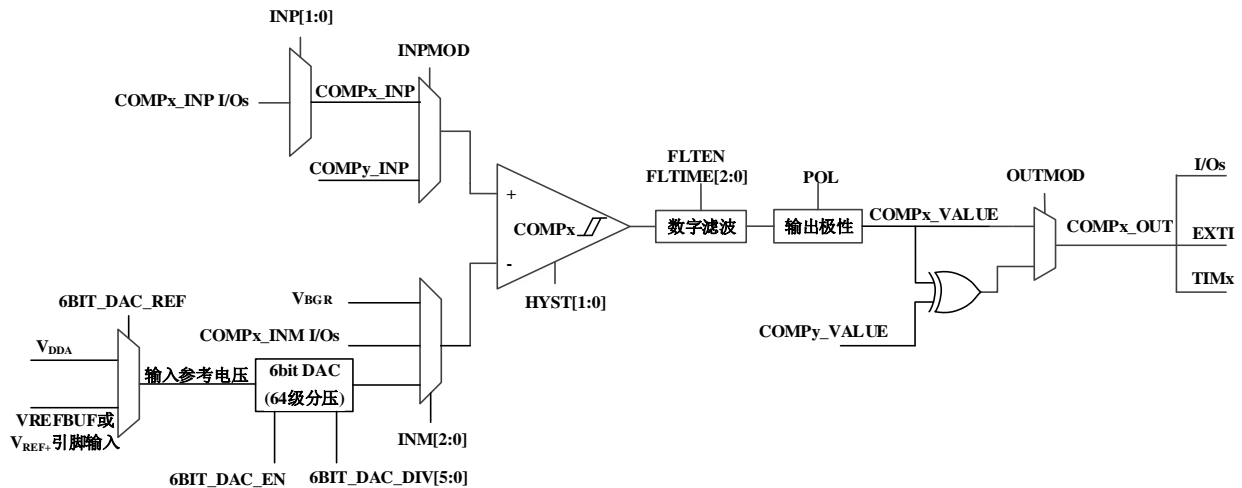 INP[1:0]
INPMOD
COMPx_INP I/Os
COMPx_INP
COMPy_INP
FLTEN
FLTIME[2:0]
POL
OUTMOD
I/Os
+
COMPx
-
数字滤波
输出极性
COMPx_VALUE
COMPx_OUT
EXTI
TIMx
HYST[1:0]
COMPy_VALUE
6BIT_DAC_REF
VBGR
COMPx_INM I/Os
VDDA
输入参考电压
6bit DAC
(64级分压)
VREFBUF或
VREF+引脚输入
INM[2:0]
6BIT_DAC_EN
6BIT_DAC_DIV[5:0]